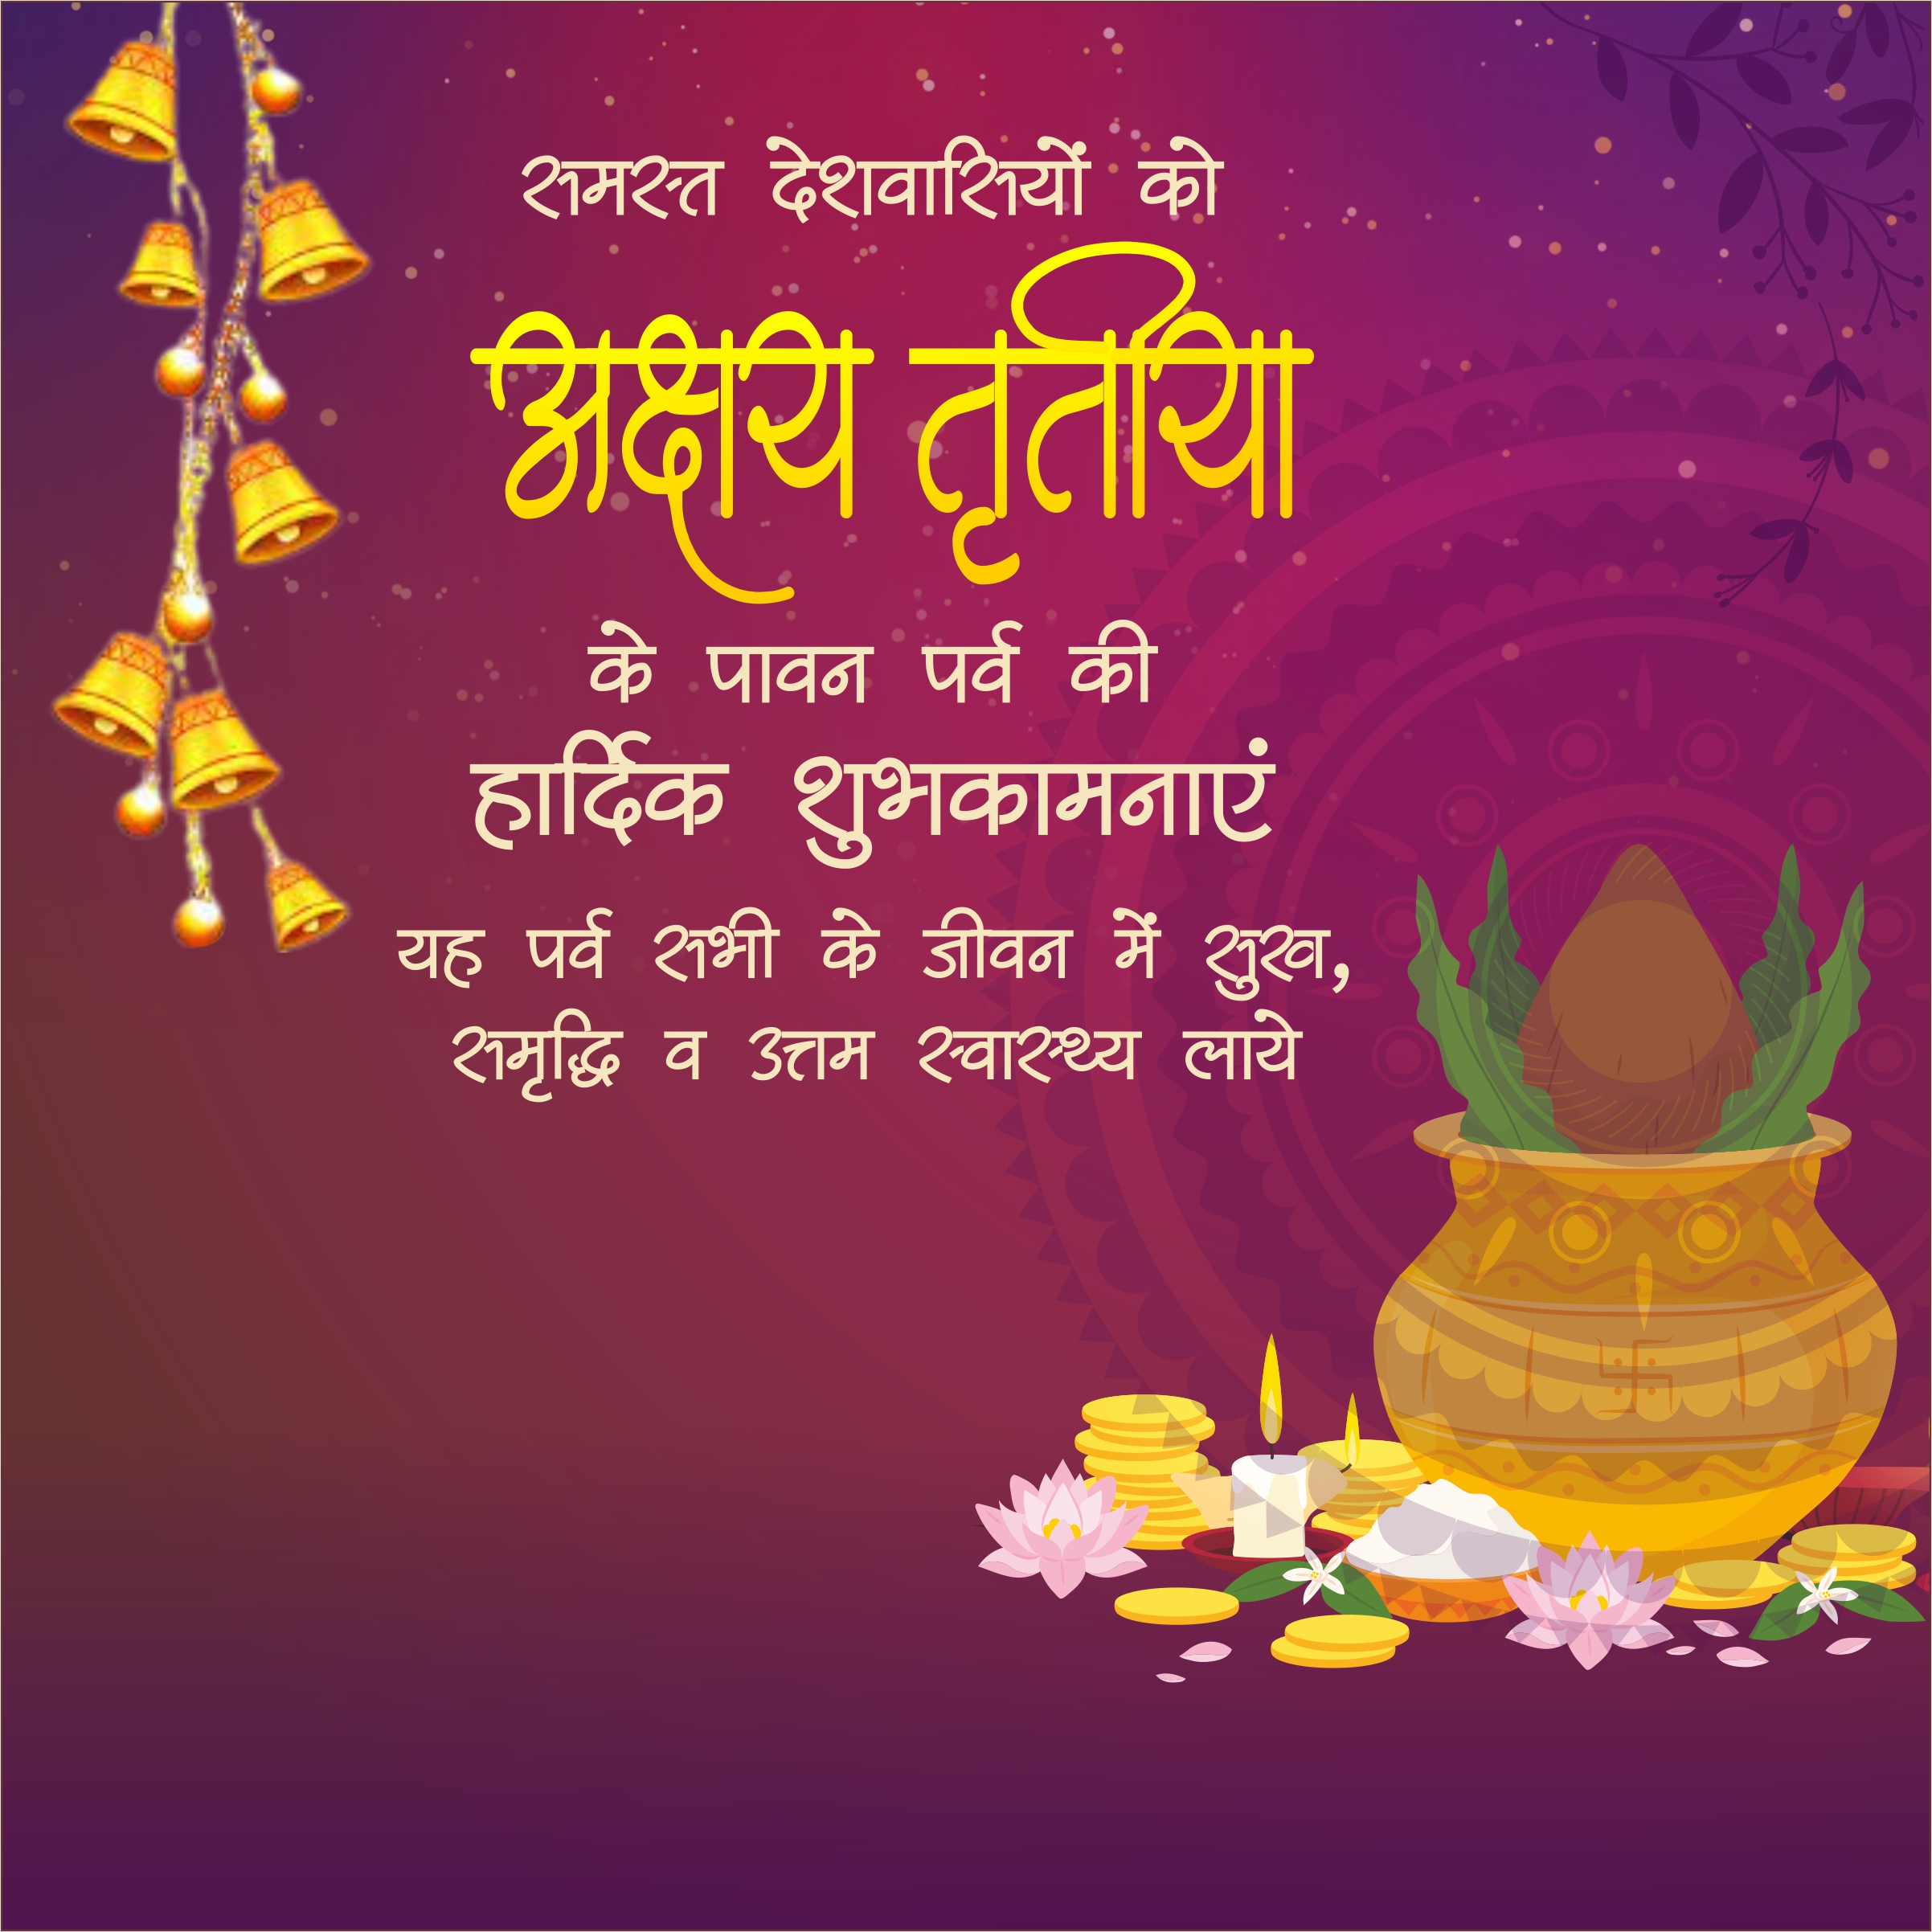 समस्त देशवासियों को
अक्षय तृतीया
के पावन पर्व की
हार्दिक शुभकामनाएं
यह पर्व सभी के जीवन में सुख,
समृद्धि व उत्तम स्वास्थ्य लाये